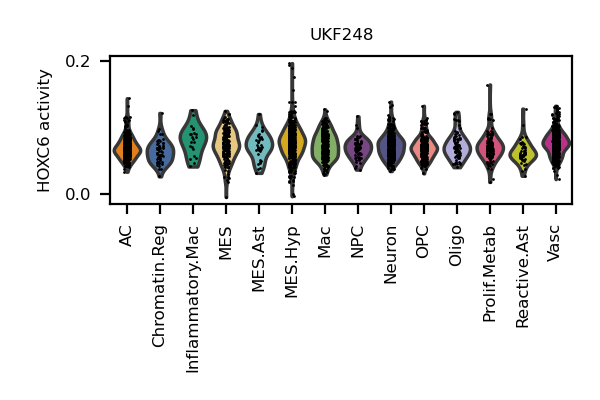 UKF248
HOXC6 activity
0.2
0.0
AC
Chromatin.Reg
Inflammatory.Mac
MES
MES.Ast
MES.Hyp
Mac
NPC
Neuron
OPC
Oligo
Prolif.Metab
Reactive.Ast
Vasc